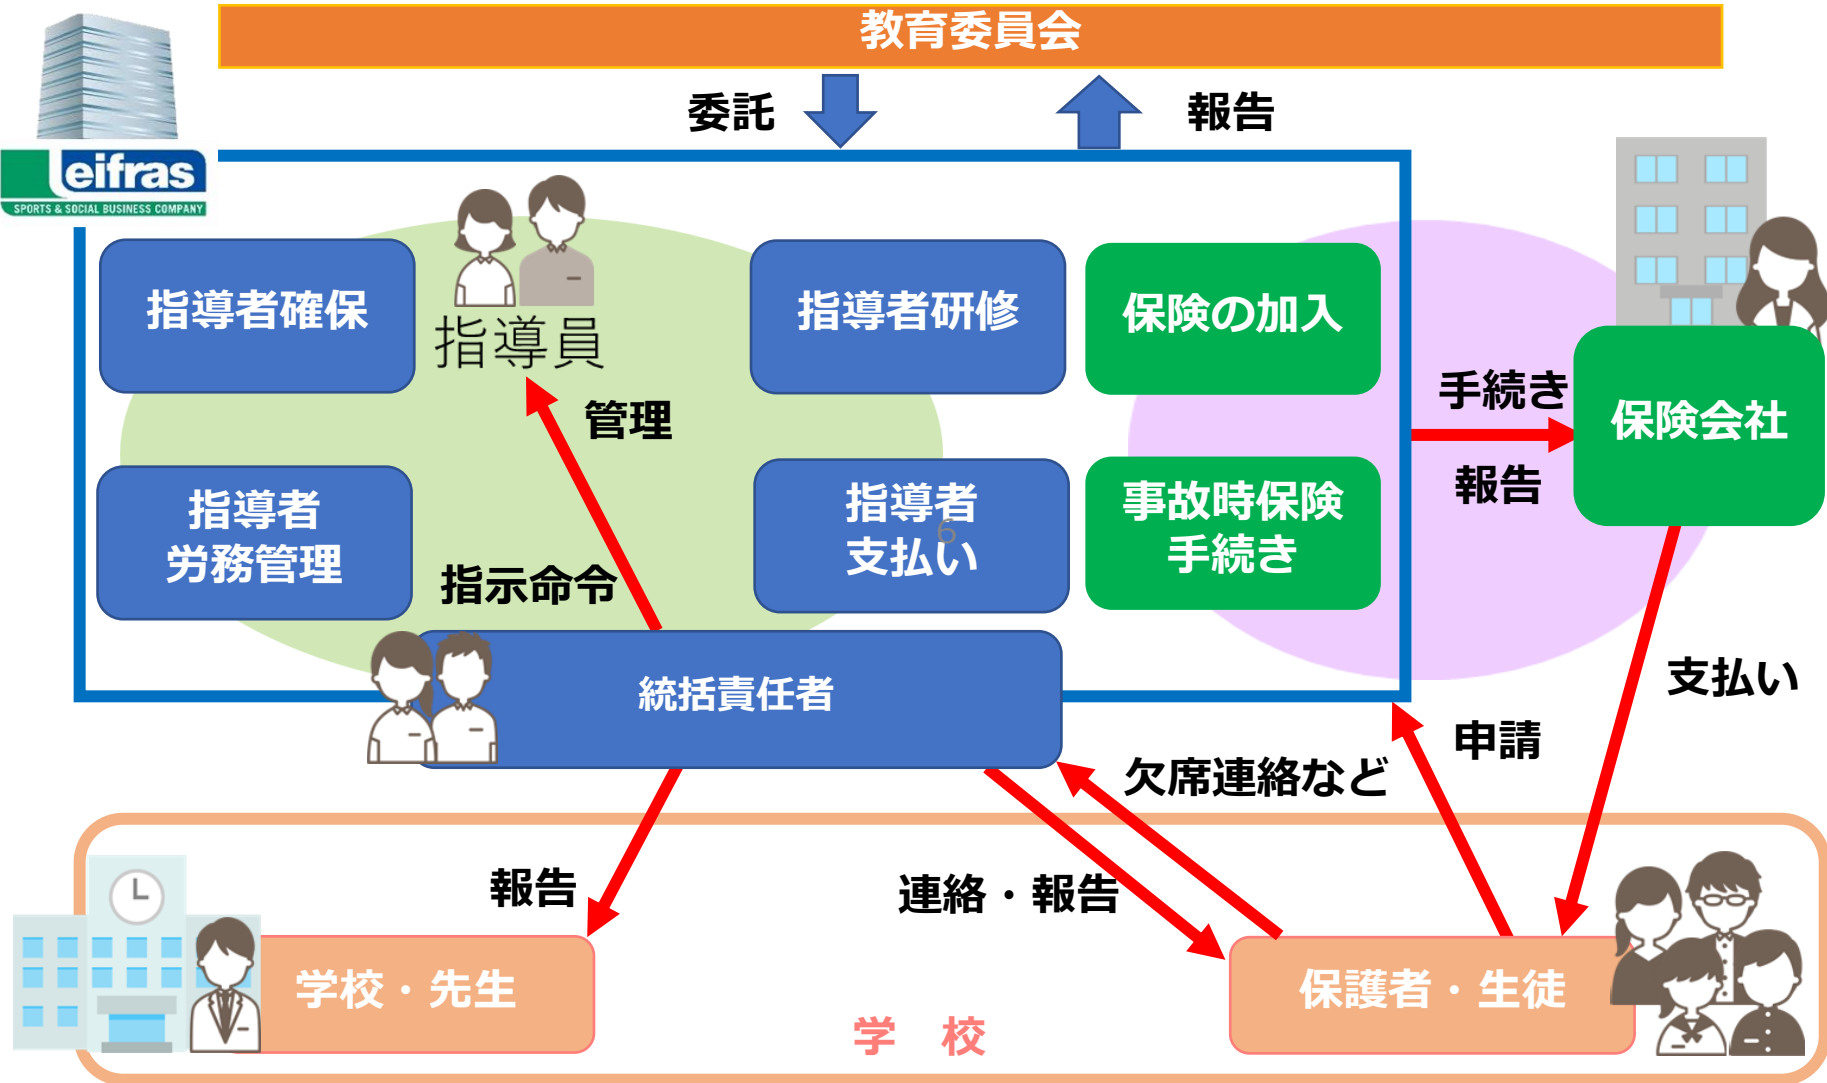 教育委員会
委託
報告
Leifras
SPORTS & SOCIAL BUSINESS COMPANY
指導者確保
指導員
指導者研修
保険の加入
管理
手続き
保険会社
報告
指導者
労務管理
指導者
支払い
6
事故時保険
手続き
指示命令
統括責任者
支払い
申請
欠席連絡など
報告
連絡・報告
学校・先生
保護者・生徒
学 校